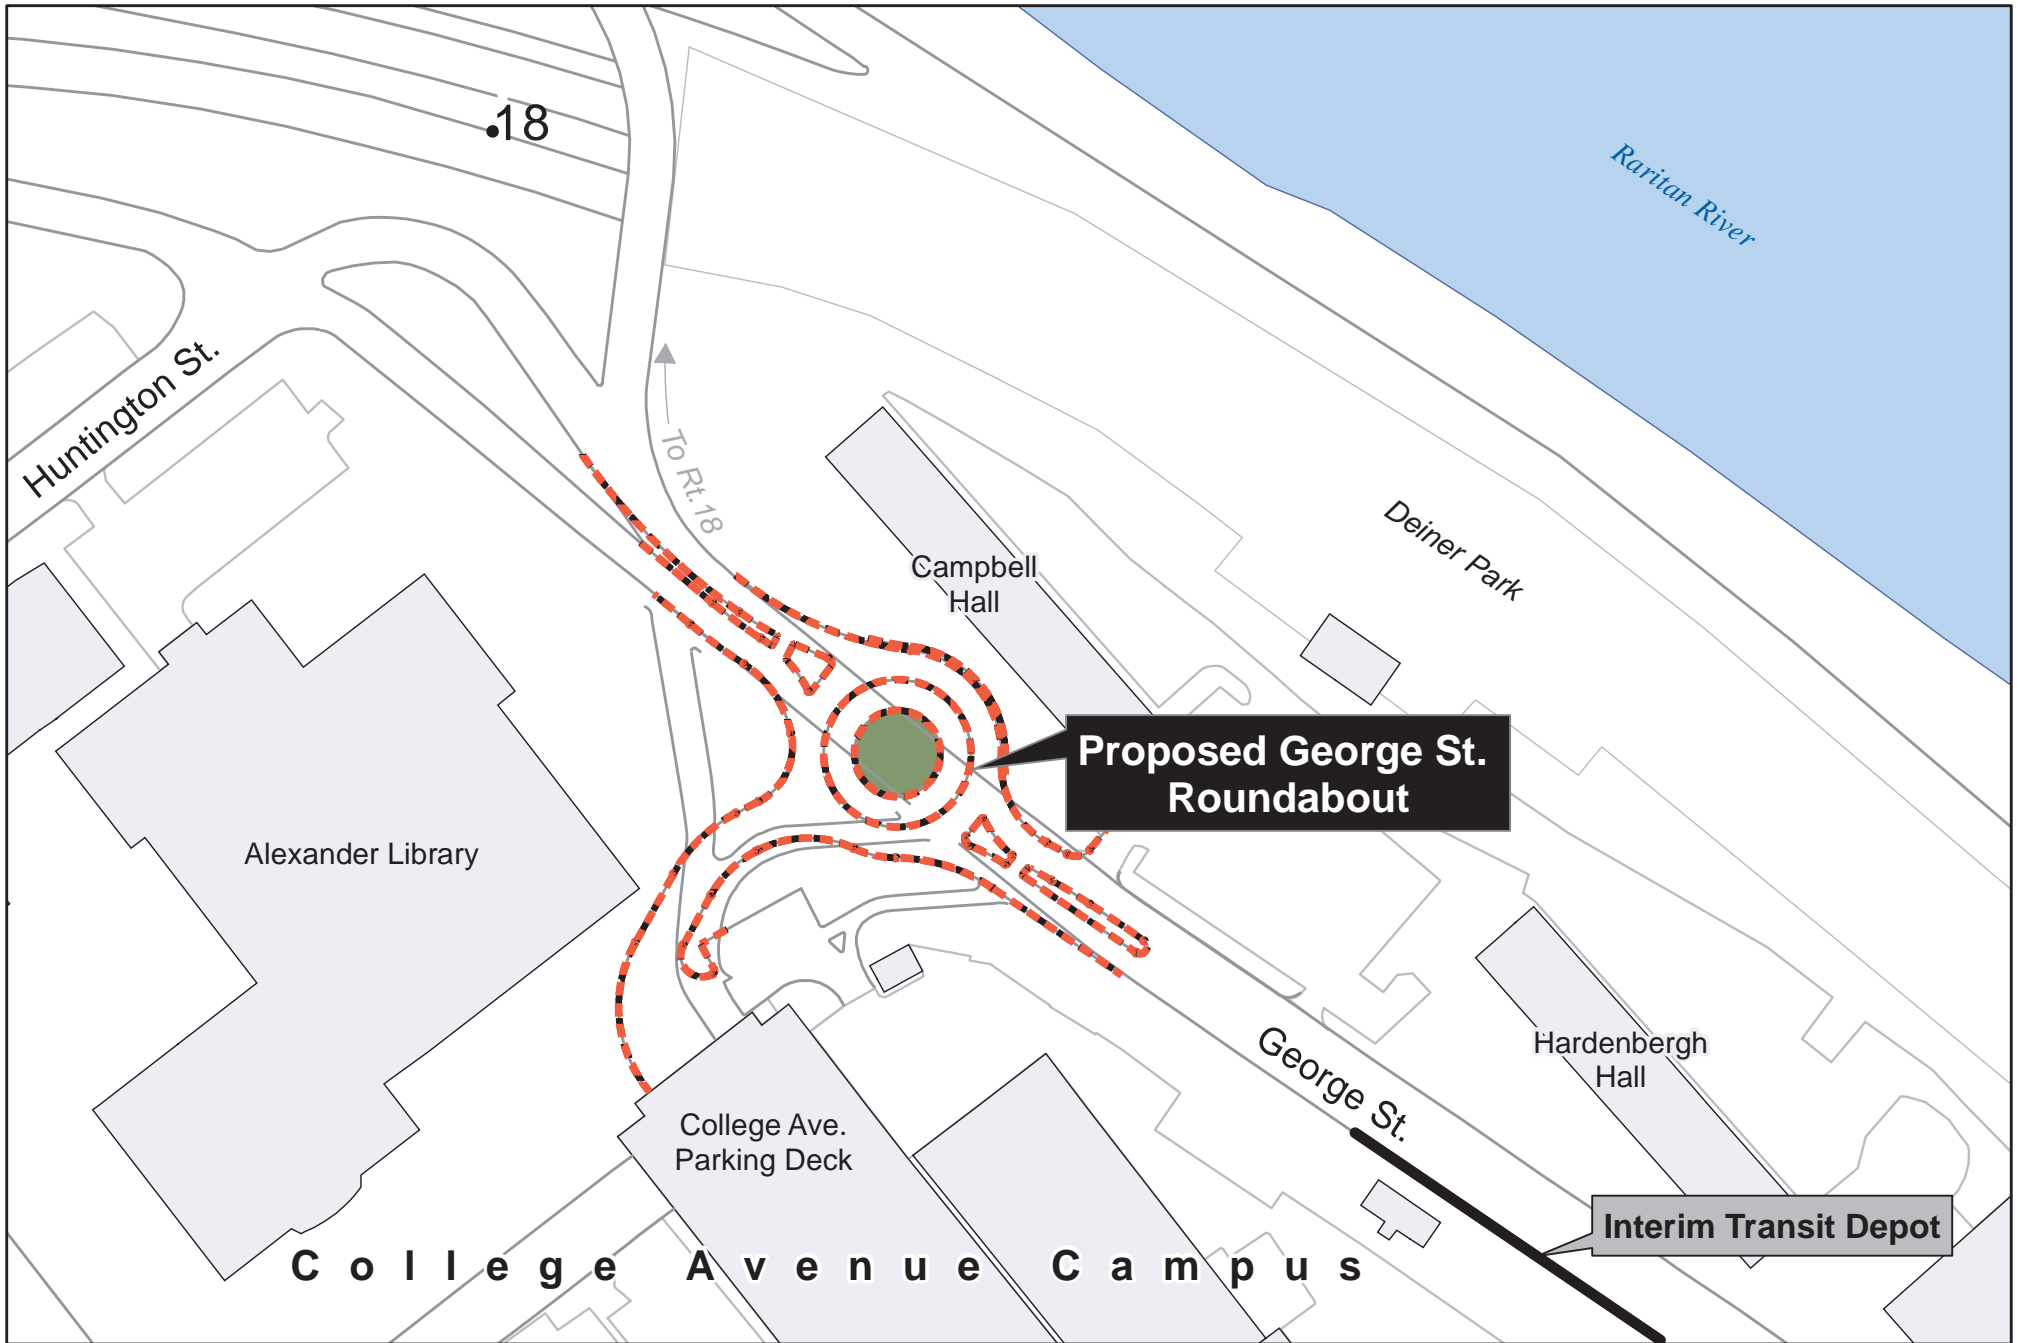 18
Raritan River
Huntington St.
To Rt.18
Deiner Park
Campbell
Hall
Proposed George St.
Roundabout
Alexander Library
George St.
Hardenbergh
Hall
College Ave.
Parking Deck
Interim Transit Depot
College Avenue Campus